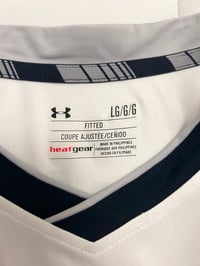 LG/G/G
FITTED
COUPE AJUSTÉE/CEÑIDO
heatgear
MADE IN PHILIPPINES
FABRIQUÉ AUX PHILIPPINES
HECHO EN FILIPINAS